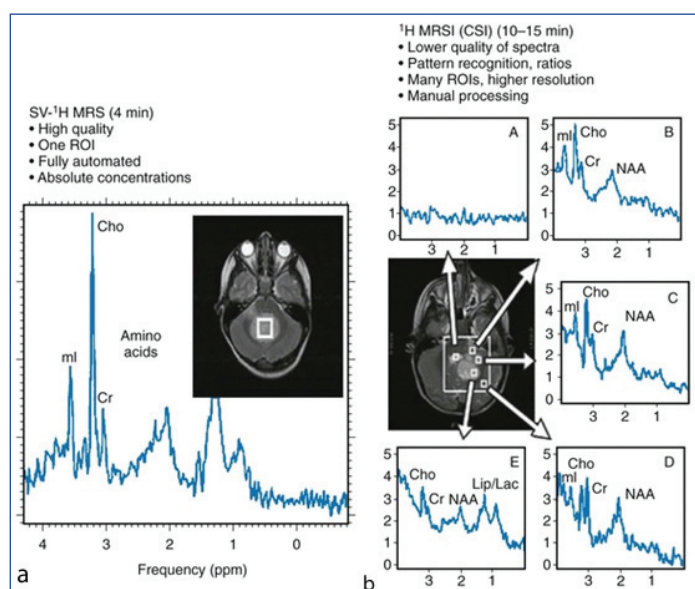 SV-¹H MRS (4 min)
• High quality
• One ROI
• Fully automated
• Absolute concentrations
Cho
Amino
acids
mI
Cr
4 3 2 1 0
Frequency (ppm)
a
¹H MRSI (CSI) (10–15 min)
• Lower quality of spectra
• Pattern recognition, ratios
• Many ROIs, higher resolution
• Manual processing
A
5
4
3
2
1
0
3 2 1
B
5
4
3
2
1
0
mI
Cho
Cr
NAA
3 2 1
C
5
4
3
2
1
0
mI
Cho
Cr
NAA
3 2 1
E
5
4
3
2
1
0
Cho
Cr
NAA
Lip/Lac
3 2 1
D
5
4
3
2
1
0
Cho
mI
Cr
NAA
3 2 1
b